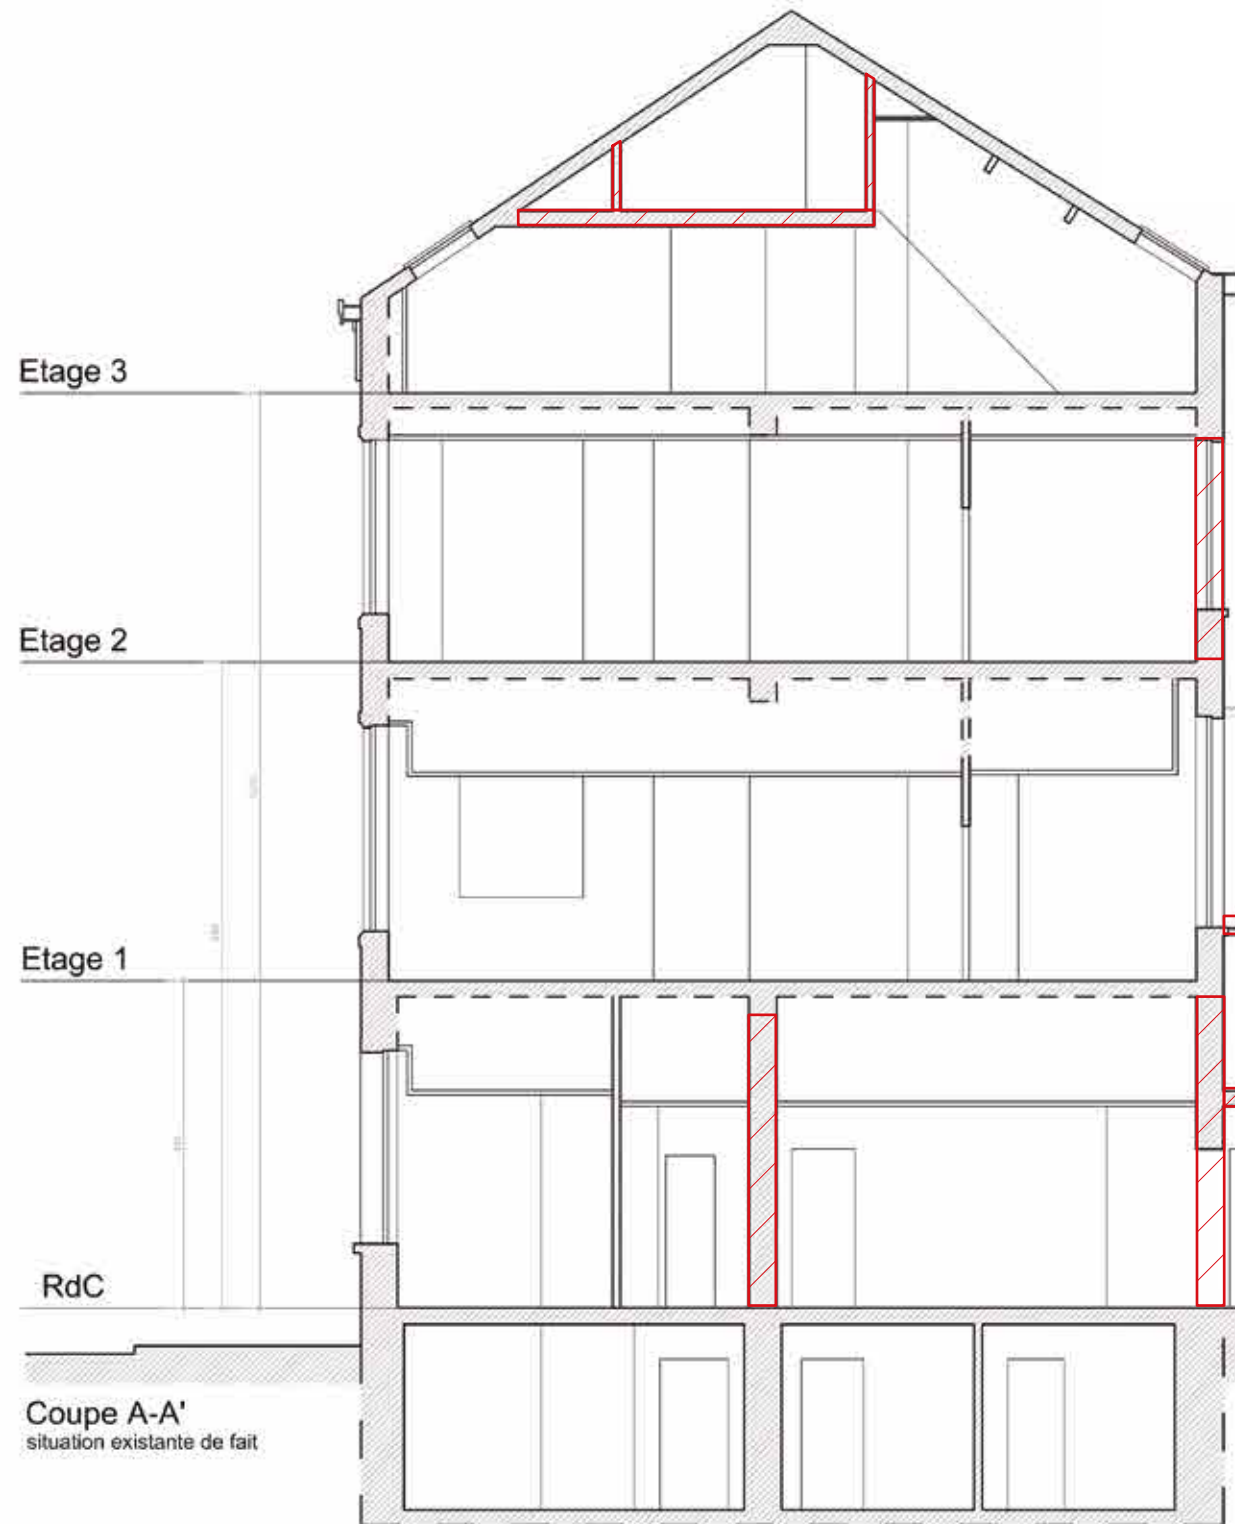 Etage 3
Etage 2
Etage 1
RdC
Coupe A-A'
situation existante de fait